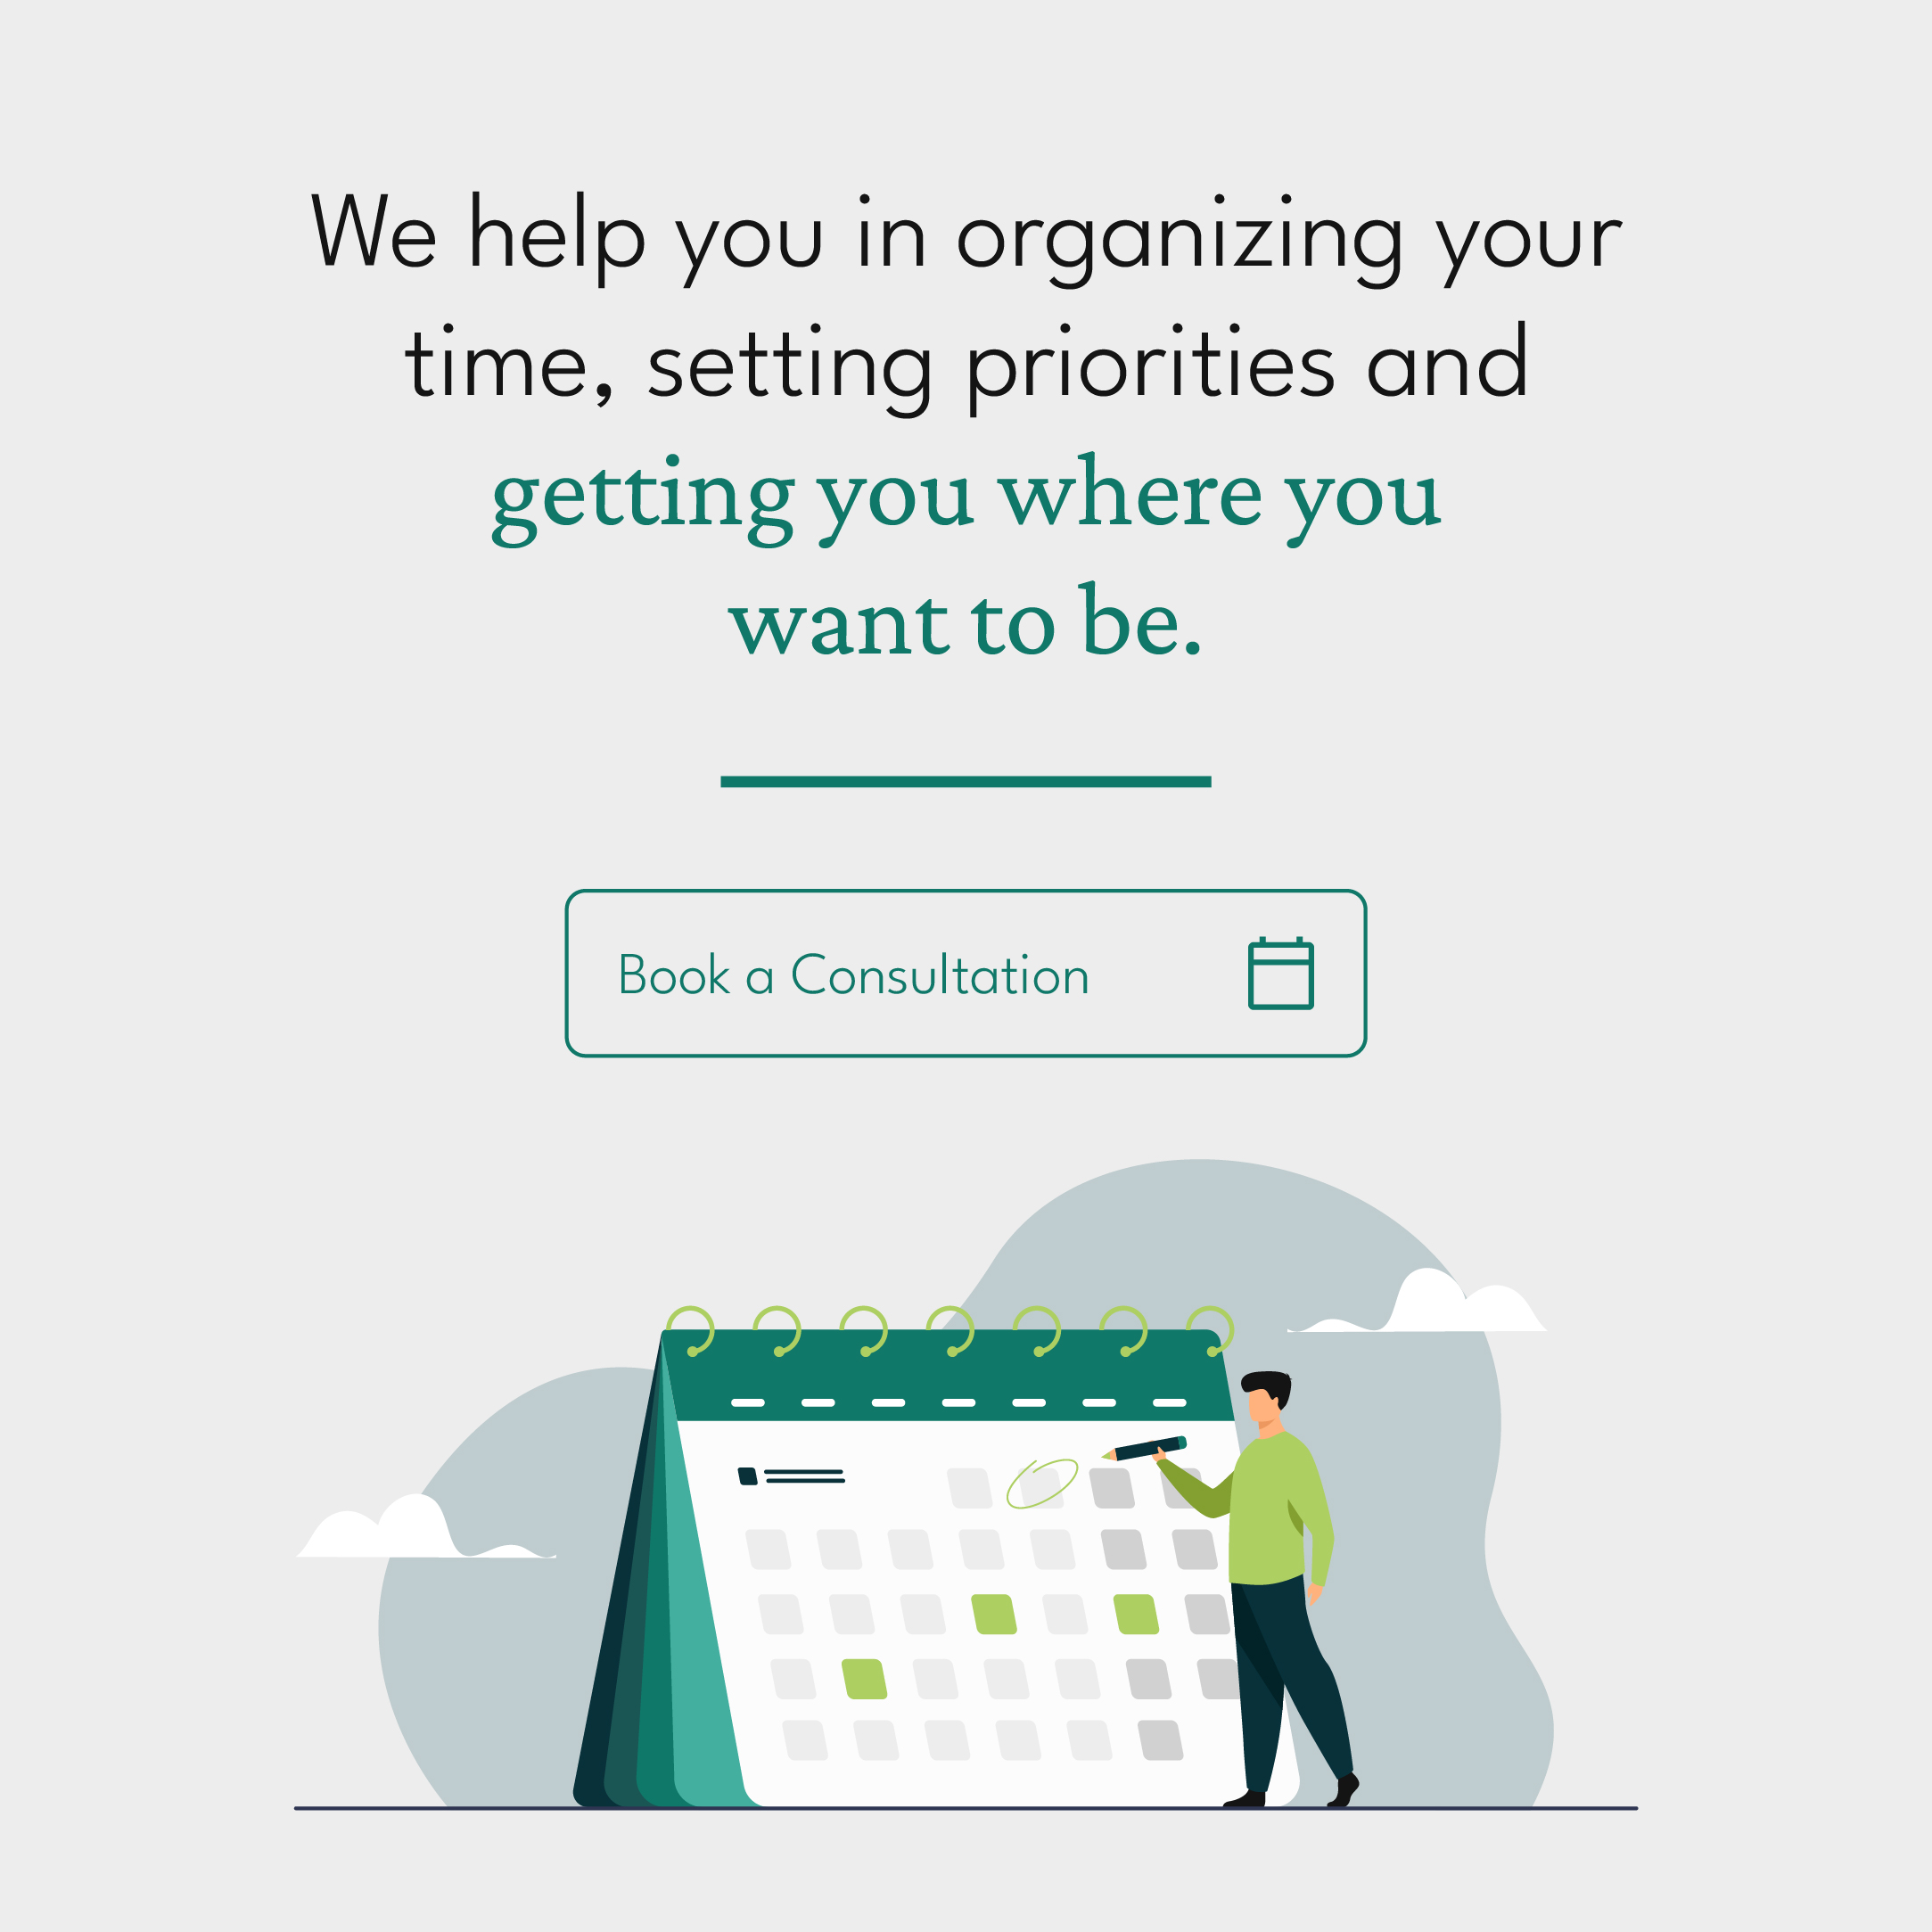 We help you in organizing your
time, setting priorities and
getting you where you
want to be.
Book a Consultation